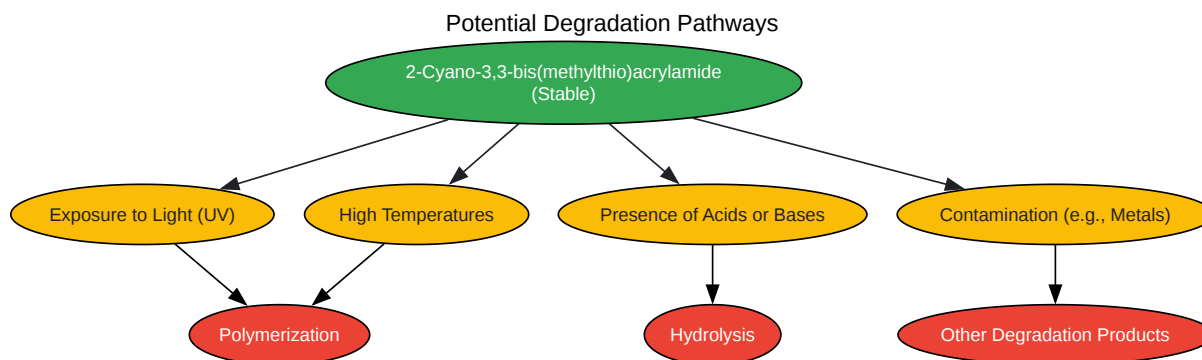 Potential Degradation Pathways
2-Cyano-3,3-bis(methylthio)acrylamide
(Stable)
Exposure to Light (UV)
High Temperatures
Presence of Acids or Bases
Contamination (e.g., Metals)
Polymerization
Hydrolysis
Other Degradation Products